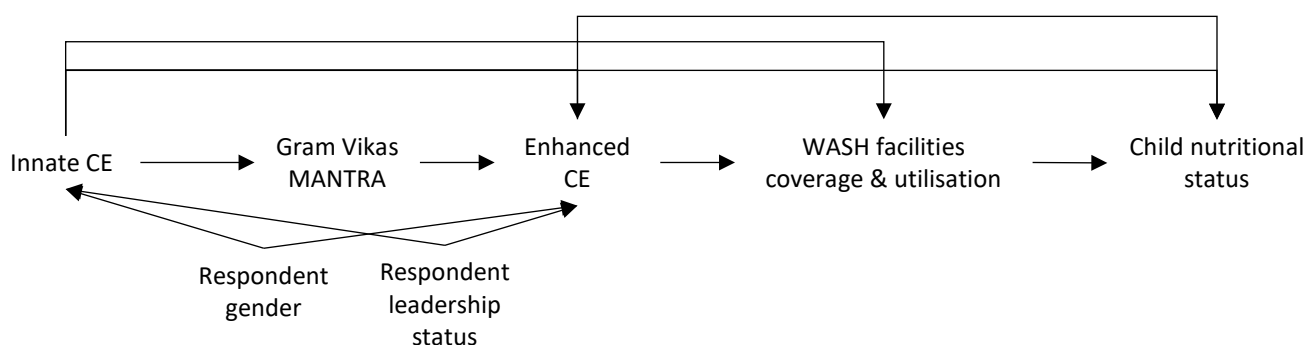 Innate CE
Gram Vikas
MANTRA
Enhanced
CE
WASH facilities
coverage & utilisation
Child nutritional
status
Respondent
gender
Respondent
leadership
status